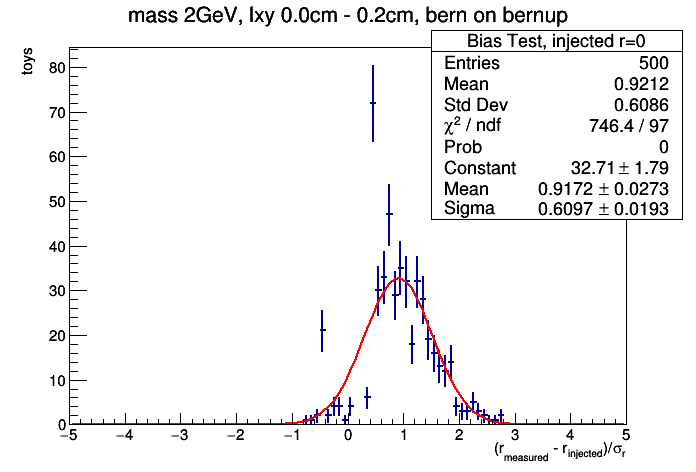 mass 2GeV, lxy 0.0cm - 0.2cm, bern on bernup
Bias Test, injected r=0
Entries 500
Mean 0.9212
Std Dev 0.6086
χ² / ndf 746.4 / 97
Prob 0
Constant 32.71 ± 1.79
Mean 0.9172 ± 0.0273
Sigma 0.6097 ± 0.0193
toys
80
70
60
50
40
30
20
10
0
−5 −4 −3 −2 −1 0 1 2 3 4 5
(r_measured - r_injected)/σ_r